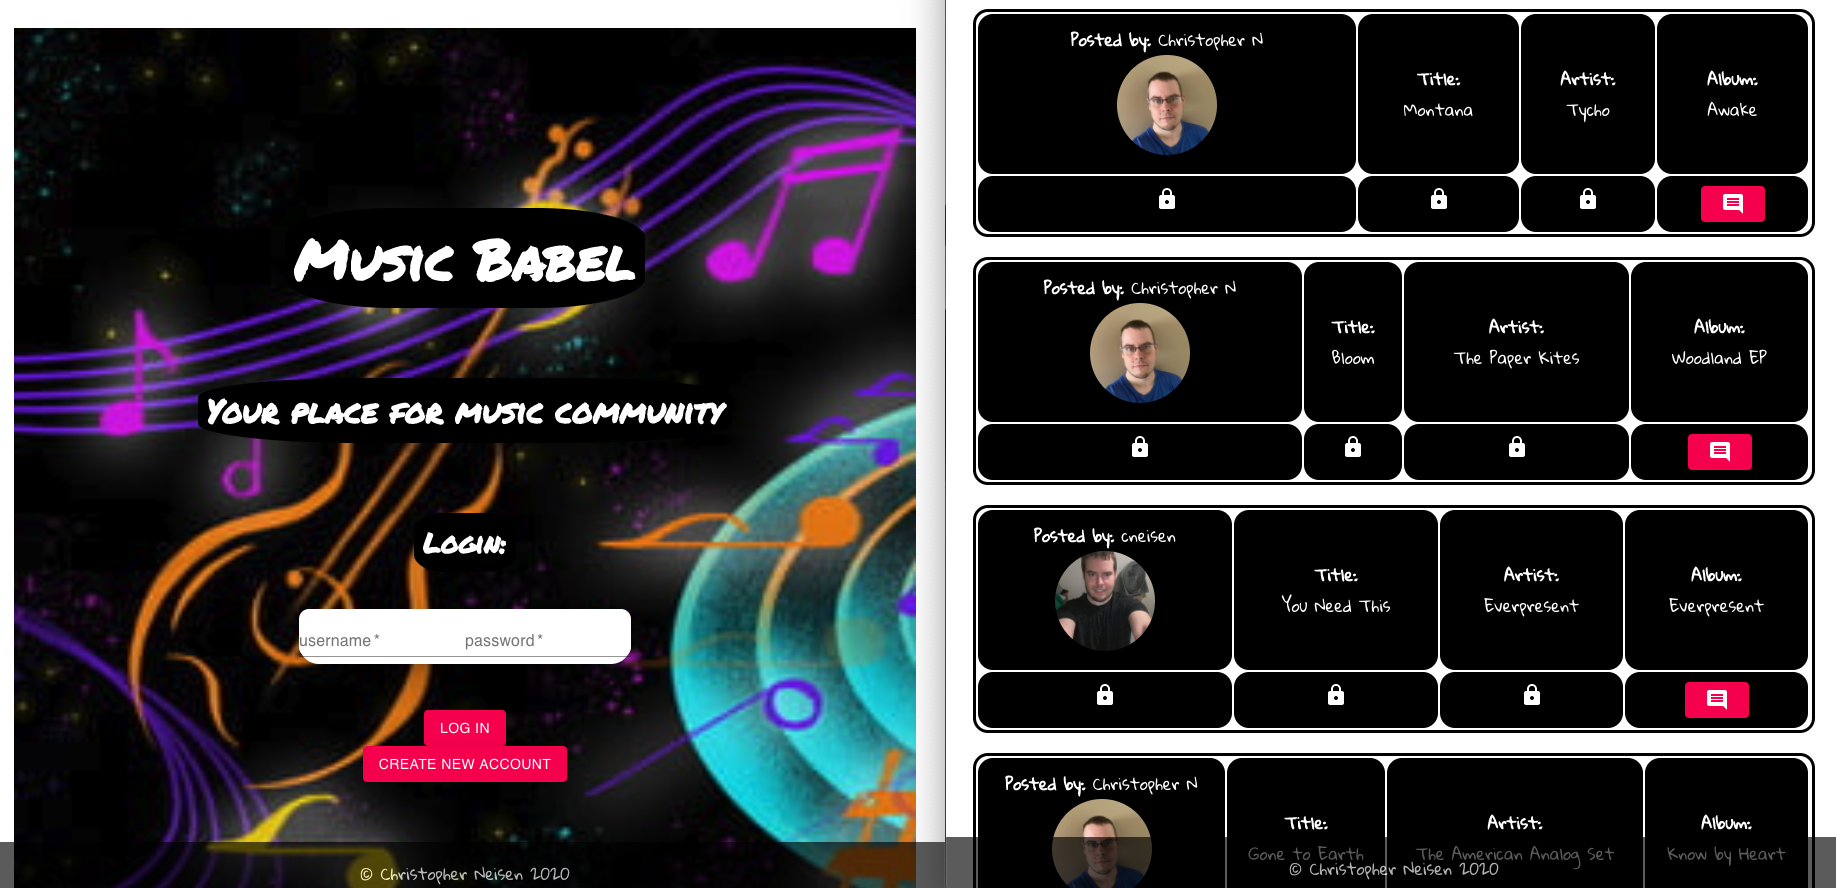 Music Babel
Your place for music community
Login:
username *
password *
LOG IN
CREATE NEW ACCOUNT
© Christopher Neisen 2020
Posted by: Christopher N
Title:
Montana
Artist:
Tycho
Album:
Awake
Posted by: Christopher N
Title:
Bloom
Artist:
The Paper Kites
Album:
Woodland EP
Posted by: cneisen
Title:
You Need This
Artist:
Everpresent
Album:
Everpresent
Posted by: Christopher N
Title:
Gone to Earth
Artist:
The American Analog Set
Album:
Know by Heart
© Christopher Neisen 2020